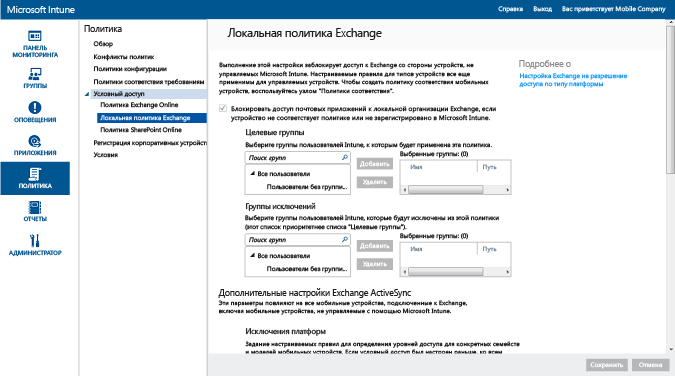 Microsoft Intune
Справка Выход Вас приветствует Mobile Company
ПАНЕЛЬ
МОНИТОРИНГА
ГРУППЫ
ОПОВЕЩЕНИЯ
ПРИЛОЖЕНИЯ
ПОЛИТИКА
ОТЧЕТЫ
АДМИНИСТРАТОР
Политика
Обзор
Конфликты политик
Политики конфигурации
Политики соответствия требованиям
Условный доступ
Политика Exchange Online
Локальная политика Exchange
Политика SharePoint Online
Регистрация корпоративных устройст
Условия
Локальная политика Exchange
Выполнение этой настройки заблокирует доступ к Exchange со стороны устройств, не
управляемых Microsoft Intune. Настраиваемые правила для типов устройств все еще
применимы для управляемых устройств. Чтобы создать политику соответствия мобильных
устройств, воспользуйтесь узлом "Политики соответствия".
Блокировать доступ почтовых приложений к локальной организации Exchange, если
устройство не соответствует политике или не зарегистрировано в Microsoft Intune.
Целевые группы
Выберите группы пользователей Intune, к которым будет применена эта политика.
Поиск групп
Все пользователи
Пользователи без группи...
Добавить
Удалить
Выбранные группы: (0)
Имя Путь
Группы исключений
Выберите группы пользователей Intune, которые будут исключены из этой политики
(этот список приоритетнее списка "Целевые группы").
Поиск групп
Все пользователи
Пользователи без группи...
Добавить
Удалить
Выбранные группы: (0)
Имя Путь
Дополнительные настройки Exchange ActiveSync
Эти параметры повлияют на все мобильные устройства, подключенные к Exchange,
включая мобильные устройства, не управляемые с помощью Microsoft Intune.
Исключения платформ
Задание настраиваемых правил для определения уровней доступа для конкретных семейств
и моделей мобильных устройств. Если условный доступ был настроен раньше, ко всем
Подробнее о
Настройка Exchange на разрешение
доступа по типу платформы
Сохранить Отмена